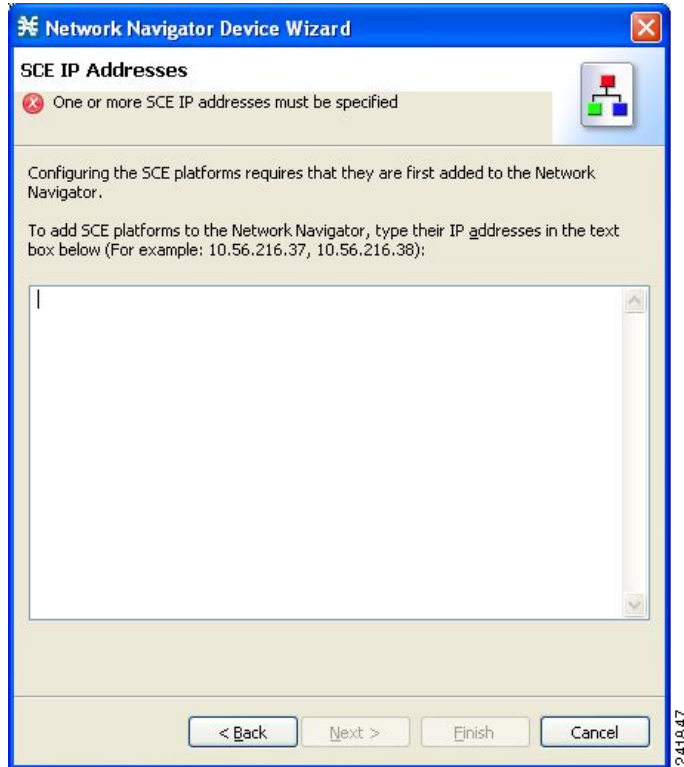 Network Navigator Device Wizard
SCE IP Addresses
One or more SCE IP addresses must be specified
Configuring the SCE platforms requires that they are first added to the Network
Navigator.
To add SCE platforms to the Network Navigator, type their IP addresses in the text
box below (For example: 10.56.216.37, 10.56.216.38):
< Back
Next >
Finish
Cancel
241847